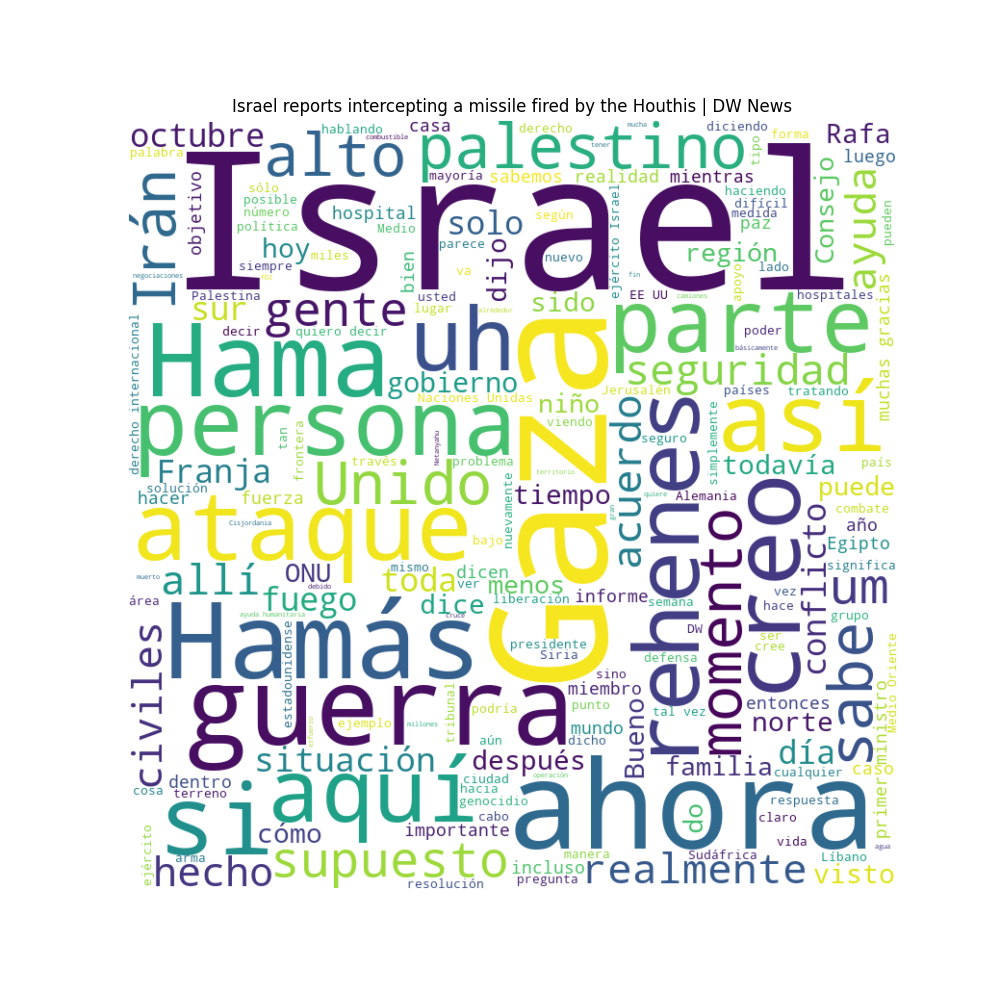 Israel reports intercepting a missile fired by the Houthis | DW News
octubre
hablando
casa
combustible
derecho
mucha
diciendo
forma
Rafa
palabra
alto
palestino
tener
tipo
luego
Israel
mayoría
sabemos
realidad
mientras
Irán
objetivo
sólo
posible
número
política
hospital
Medio
solo
según
ejército Israel
haciendo
difícil
medida
paz
Consejo
ayuda
pueden
hoy
miles
bien
parece
dijo
nuevo
región
lado
apoyo
negociaciones
siempre
va
fin
Palestina
usted
lugar
alrededor
sido
EE UU
camiones
hospitales
sur
gente
decir
quiero decir
uh
Gaza
parte
poder
básicamente
muchas gracias
derecho internacional
Hama
gobierno
seguridad
Naciones Unidas
Jerusalén
países
tratando
persona
niño
viendo
acuerdo
rehenes
seguro
simplemente
así
tan
frontera
Netanyahu
Franja
través
problema
territorio
todavía
país
solución
hacer
fuerza
Unido
tiempo
quiere
Alemania
puede
gran
combate
Cisjordania
ataque
nuevamente
creo
momento
conflicto
año
Egipto
bajo
mismo
significa
muerto
allí
ONU
debido
toda
dicen
ver
menos
um
área
fuego
dice
liberación
informe
semana
vez
hace
grupo
ayuda humanitaria
cruce
DW
ser
cree
civiles
Hamás
estadounidense
presidente
Siria
defensa
sabe
Medio Oriente
guerra
sino
miembro
punto
tal vez
entonces
norte
esfuerzos
ejemplo
millones
tribunal
podría
mundo
dicho
Bueno
primer ministro
situación
aún
después
familia
día
caso
cualquier
cosa
dentro
terreno
aquí
ciudad
hacia
genocidio
operación
si
cabo
ahora
do
respuesta
claro
cómo
importante
vida
agua
ejército
arma
hecho
supuesto
resolución
incluso
pregunta
manera
realmente
Sudáfrica
Líbano
visto